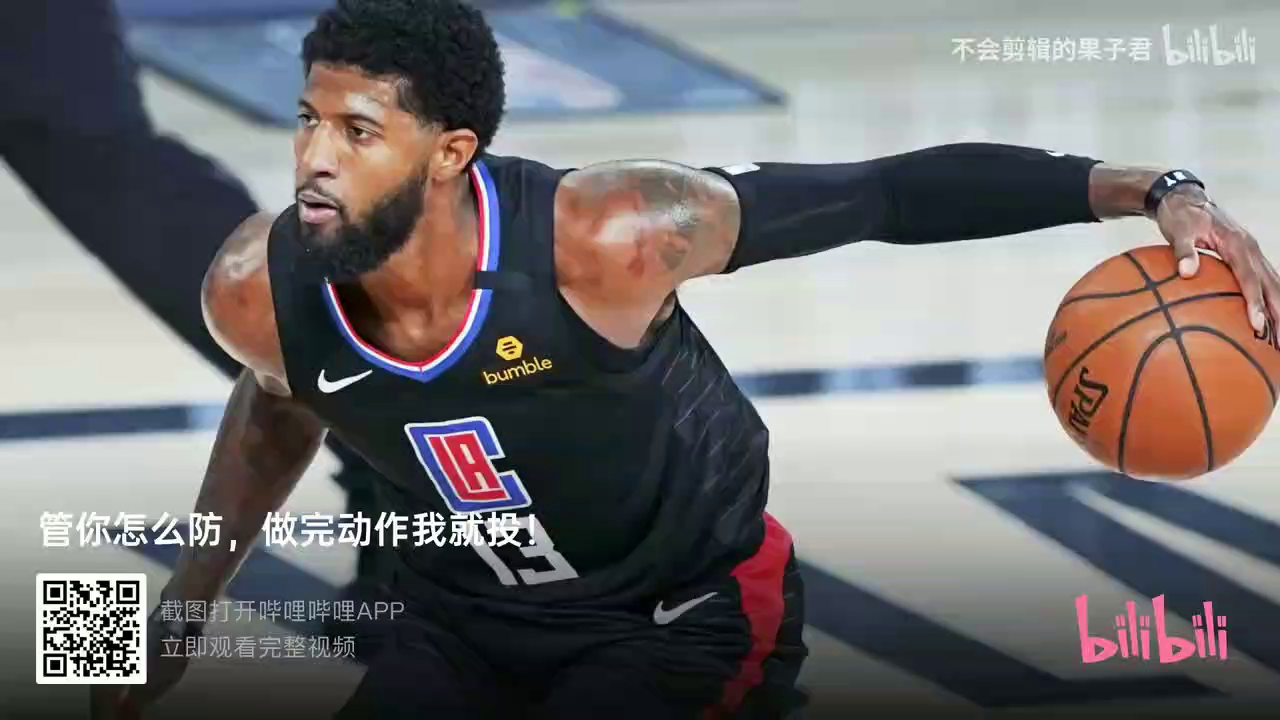 不会剪辑的果子君 bilibili
bumble
LA
13
SPAL
管你怎么防，做完动作我就投！
截图打开哔哩哔哩APP
立即观看完整视频
bilibili